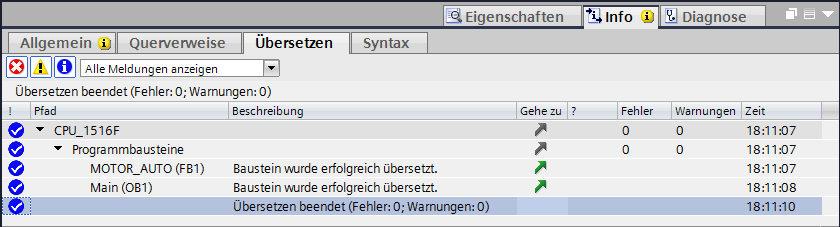 Eigenschaften Info Diagnose
Allgemein Querverweise Übersetzen Syntax
Alle Meldungen anzeigen
Übersetzen beendet (Fehler: 0; Warnungen: 0)
! Pfad Beschreibung Gehe zu ? Fehler Warnungen Zeit
CPU_1516F 0 0 18:11:07
Programmbausteine 0 0 18:11:07
MOTOR_AUTO (FB1) Baustein wurde erfolgreich übersetzt. 18:11:07
Main (OB1) Baustein wurde erfolgreich übersetzt. 18:11:08
Übersetzen beendet (Fehler: 0; Warnungen: 0) 18:11:10